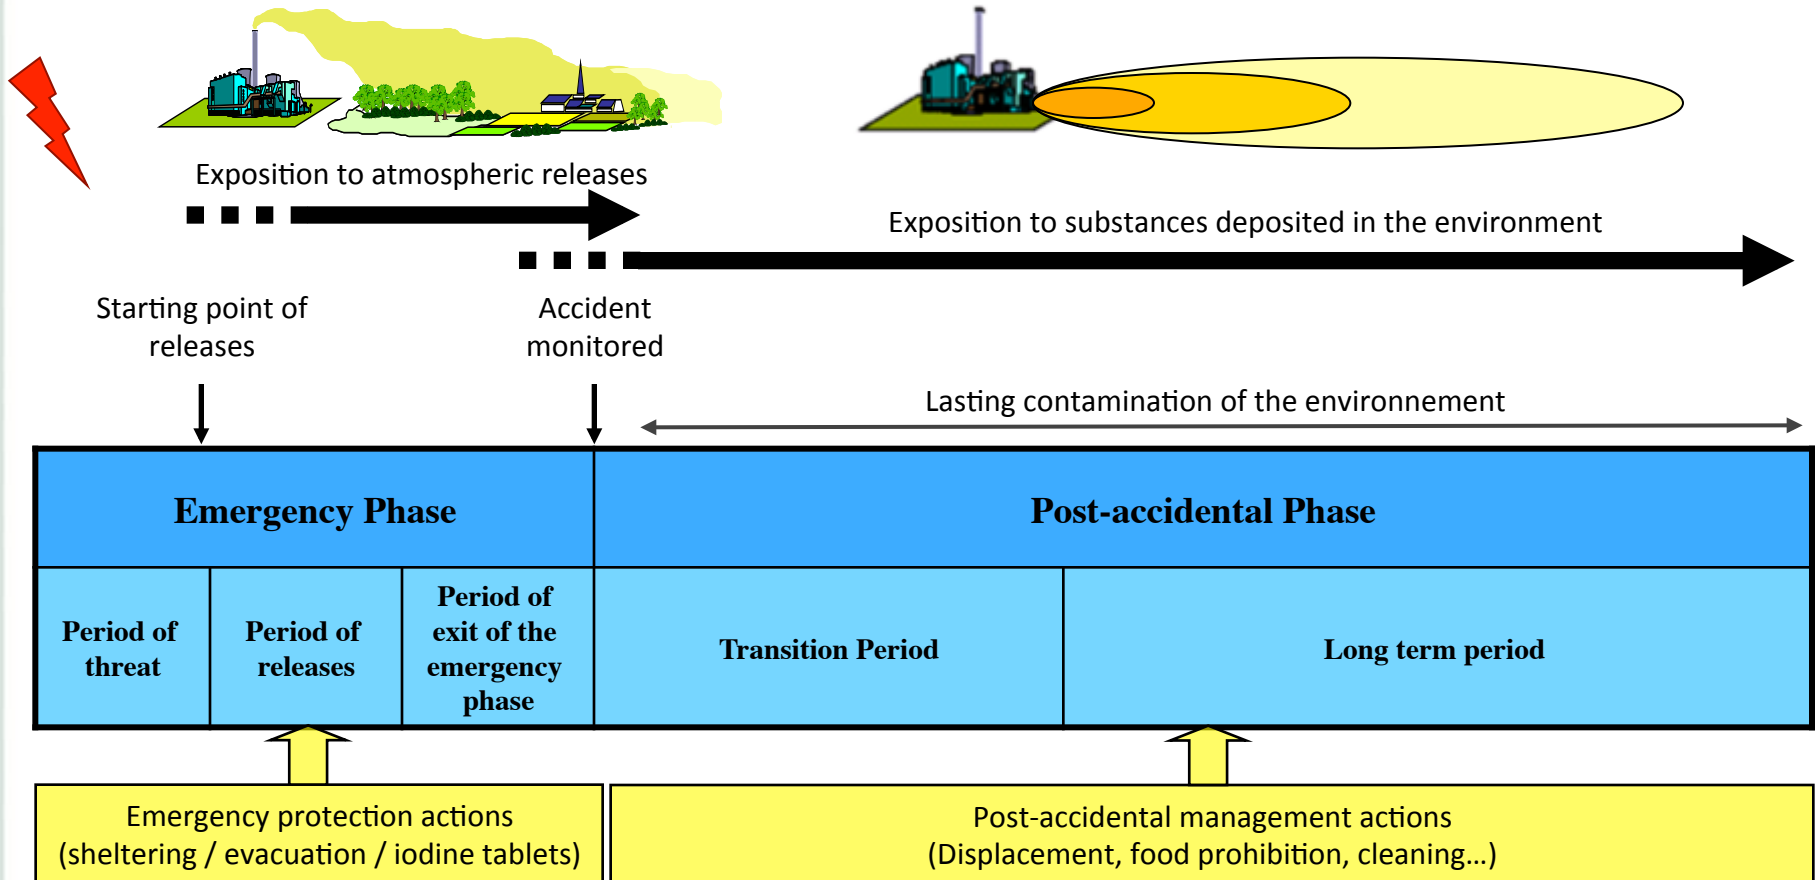 Exposition to atmospheric releases
Exposition to substances deposited in the environment
Starting point of
releases
Accident
monitored
Lasting contamination of the environnement
Emergency Phase
Post-accidental Phase
Period of
threat
Period of
releases
Period of
exit of the
emergency
phase
Transition Period
Long term period
Emergency protection actions
(sheltering / evacuation / iodine tablets)
Post-accidental management actions
(Displacement, food prohibition, cleaning...)